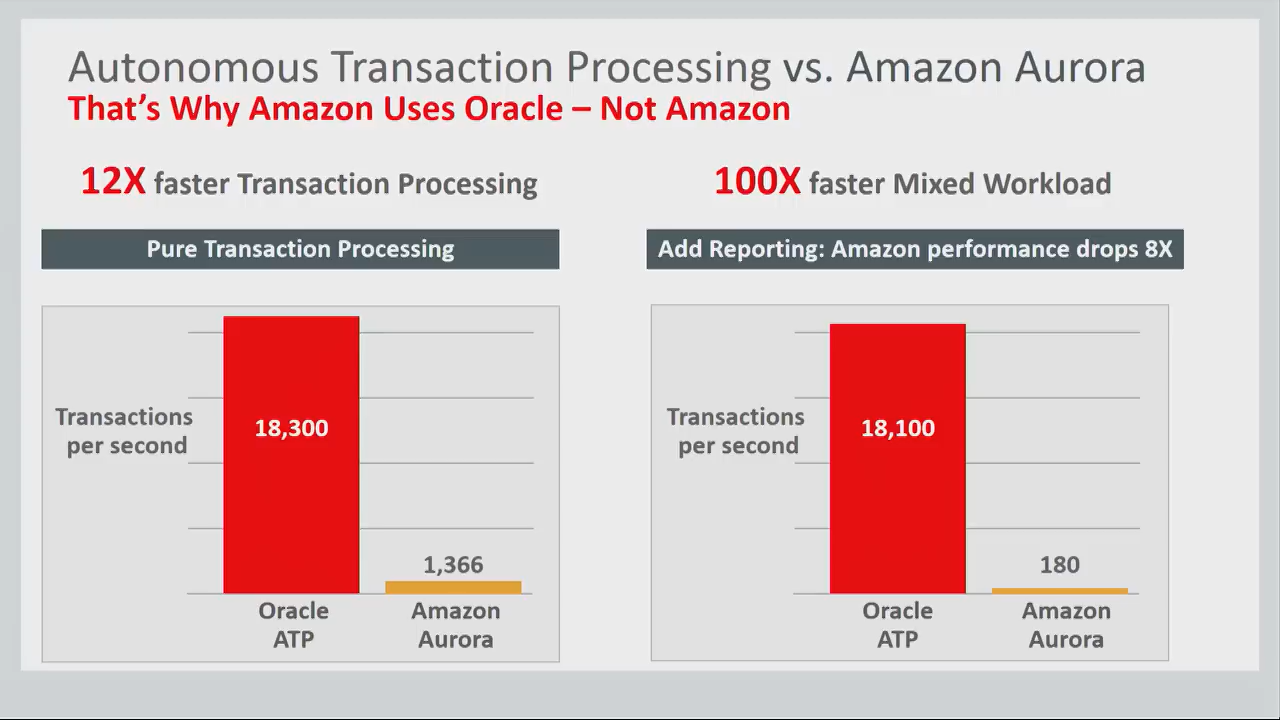 Autonomous Transaction Processing vs. Amazon Aurora
That's Why Amazon Uses Oracle – Not Amazon
12X faster Transaction Processing
Pure Transaction Processing
Transactions
per second
18,300
1,366
Oracle
ATP
Amazon
Aurora
100X faster Mixed Workload
Add Reporting: Amazon performance drops 8X
Transactions
per second
18,100
180
Oracle
ATP
Amazon
Aurora